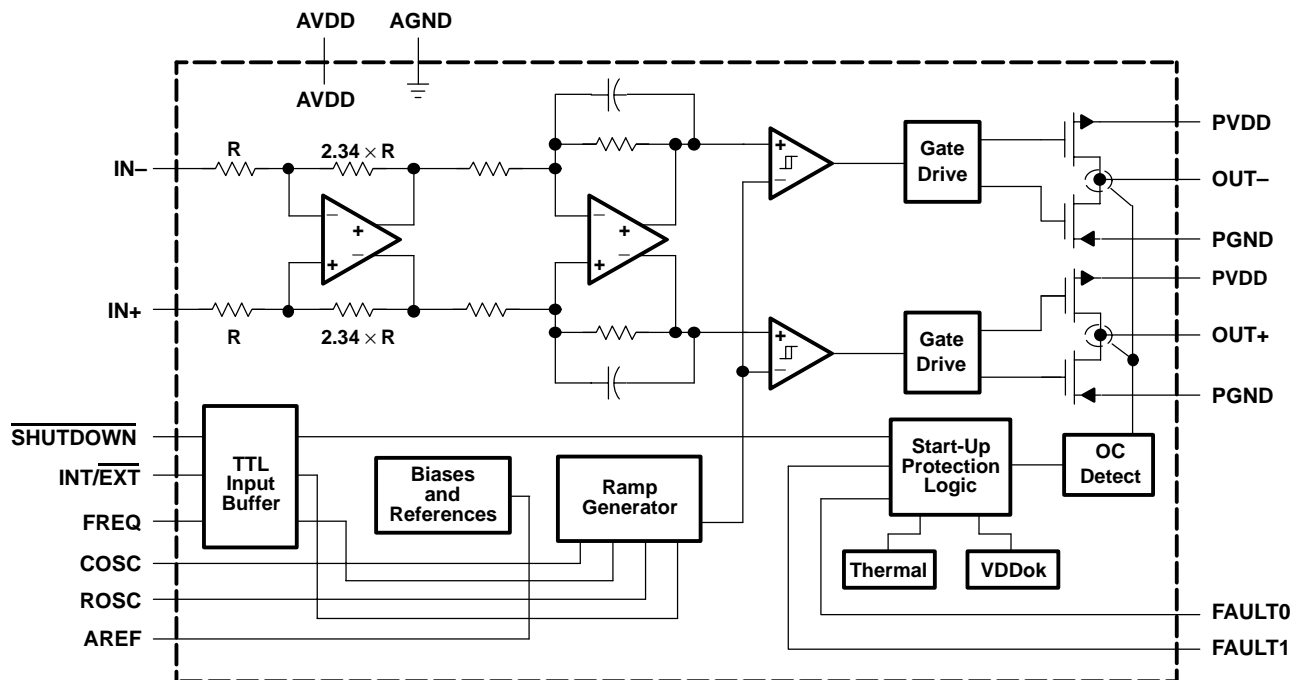 AVDD AGND
AVDD
R 2.34 × R
IN–
–
+
–
+
–
+
–
+
+
–
Gate
Drive
PVDD
OUT–
PGND
PVDD
IN+
R 2.34 × R
+
–
Gate
Drive
OUT+
PGND
SHUTDOWN
INT/EXT
FREQ
COSC
ROSC
AREF
TTL
Input
Buffer
Biases
and
References
Ramp
Generator
Start-Up
Protection
Logic
OC
Detect
Thermal
VDDok
FAULT0
FAULT1